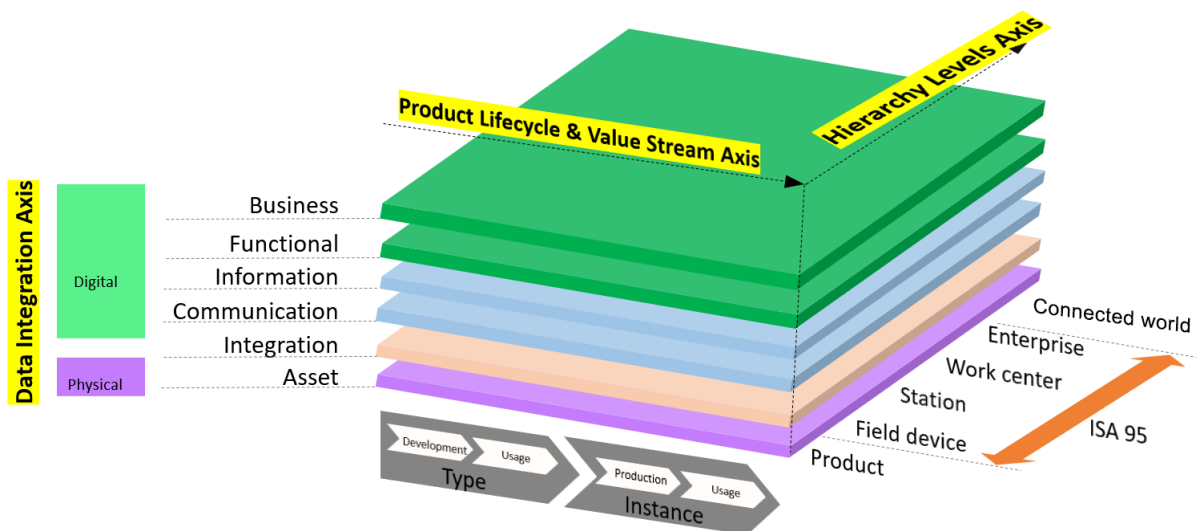 Product Lifecycle & Value Stream Axis
Hierarchy Levels Axis
Data Integration Axis
Digital
Physical
Business
Functional
Information
Communication
Integration
Asset
Connected world
Enterprise
Work center
Station
Field device
Product
ISA 95
Development
Usage
Type
Production
Usage
Instance